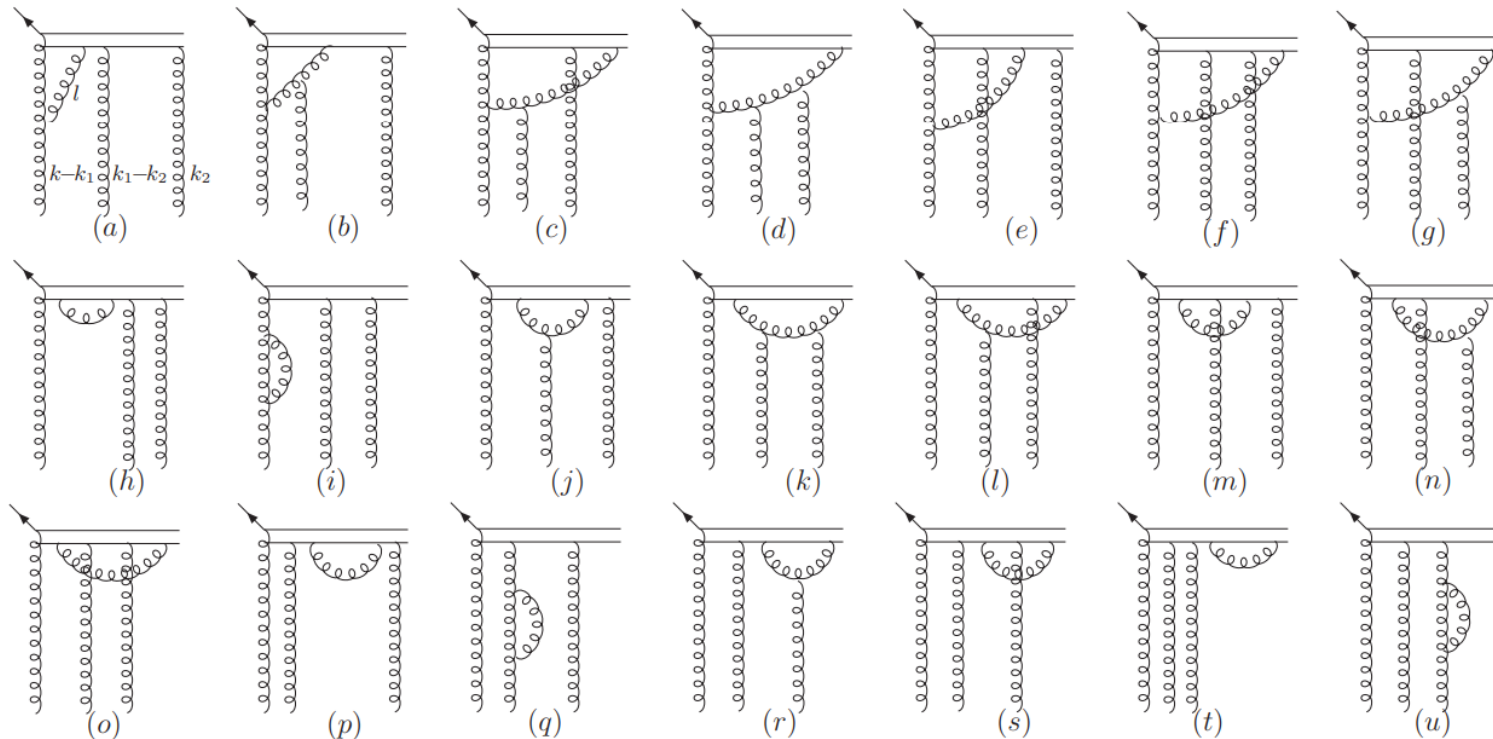 l
k−k₁ k₁−k₂ k₂
(a) (b) (c) (d) (e) (f) (g)
(h) (i) (j) (k) (l) (m) (n)
(o) (p) (q) (r) (s) (t) (u)